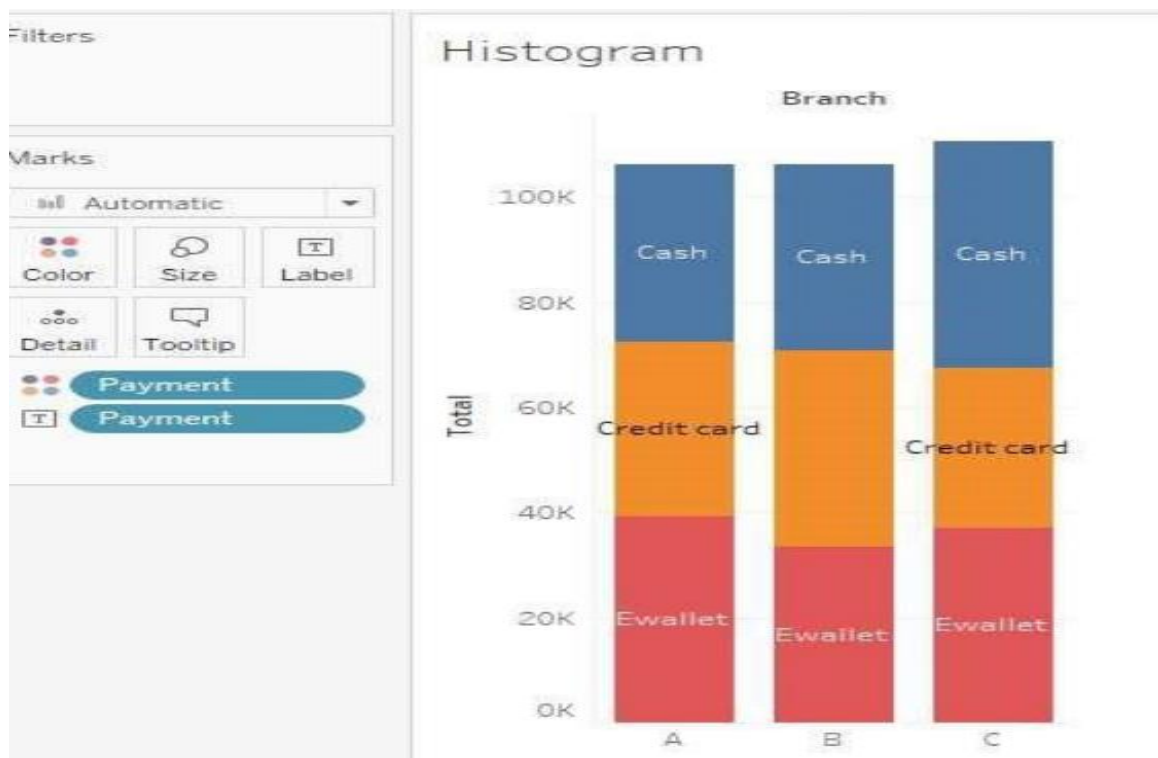 Filters
Marks
Automatic
Color Size Label
Detail Tooltip
Payment
T Payment
Histogram
Branch
Total
100K
80K
60K
40K
20K
0K
Cash Cash Cash
Credit card Credit card
Ewallet Ewallet Ewallet
A B C